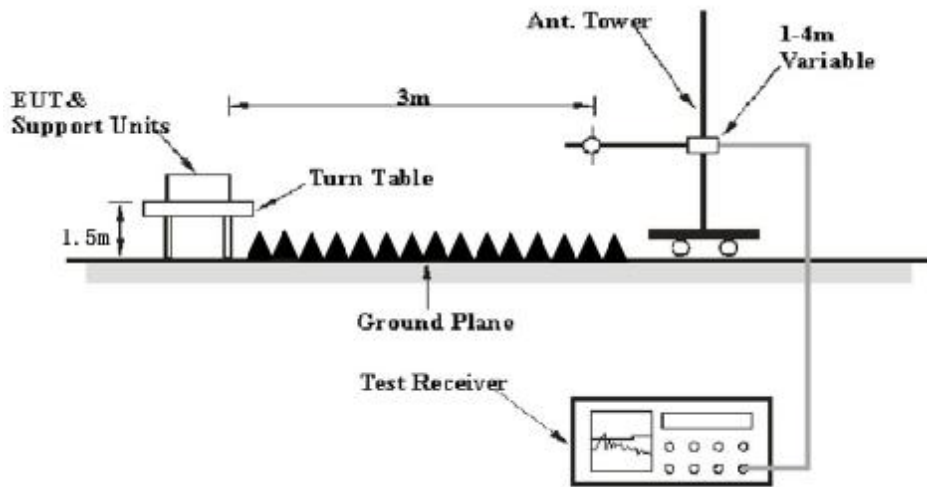 Ant. Tower
1-4m
Variable
EUT&
Support Units
3m
Turn Table
1.5m
Ground Plane
Test Receiver